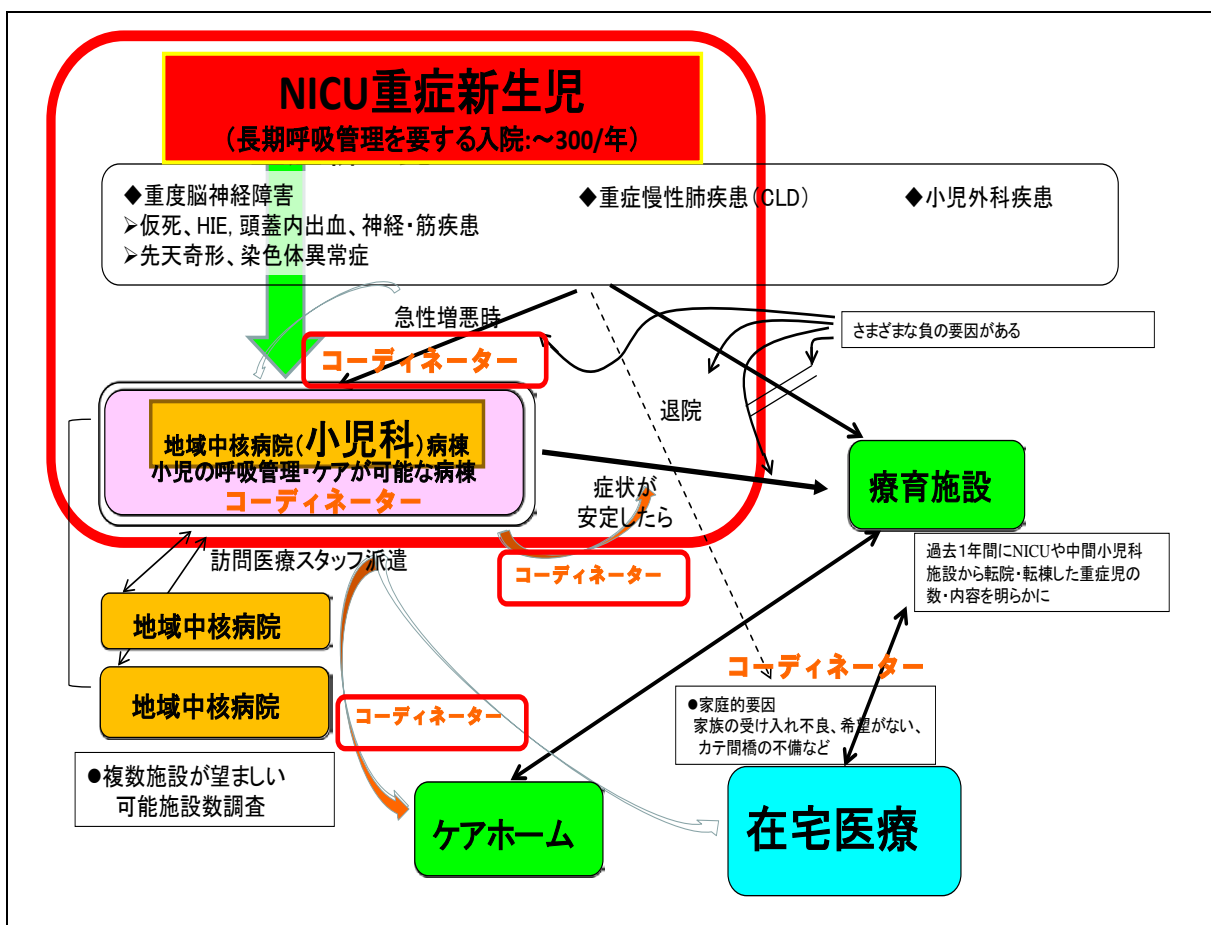 NICU重症新生児
(長期呼吸管理を要する入院:～300/年)
◆重度脳神経障害
◆重症慢性肺疾患(CLD)
◆小児外科疾患
➢仮死、HIE, 頭蓋内出血、神経・筋疾患
➢先天奇形、染色体異常症
急性増悪時
さまざまな負の要因がある
コーディネーター
退院
地域中核病院(小児科)病棟
小児の呼吸管理・ケアが可能な病棟
コーディネーター
療育施設
症状が
安定したら
過去1年間にNICUや中間小児科
施設から転院・転棟した重症児の
数・内容を明らかに
訪問医療スタッフ派遣
コーディネーター
地域中核病院
地域中核病院
コーディネーター
コーディネーター
●家庭的要因
家族の受け入れ不良、希望がない、
カテ間橋の不備など
●複数施設が望ましい
可能施設数調査
ケアホーム
在宅医療